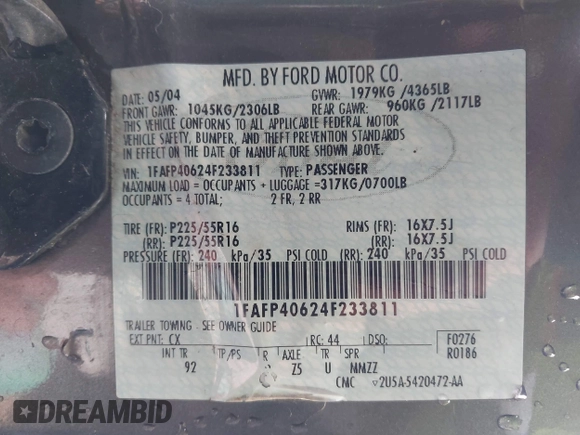 MFD. BY FORD MOTOR CO.
DATE: 05/04 GVWR: 1979KG /4365LB
FRONT GAWR: 1045KG/2306LB REAR GAWR: 960KG /2117LB
THIS VEHICLE CONFORMS TO ALL APPLICABLE FEDERAL MOTOR
VEHICLE SAFETY, BUMPER, AND THEFT PREVENTION STANDARDS
IN EFFECT ON THE DATE OF MANUFACTURE SHOWN ABOVE.
VIN: 1FAFP40624F233811 TYPE: PASSENGER
MAXIMUM LOAD = OCCUPANTS + LUGGAGE =317KG/0700LB
OCCUPANTS = 4 TOTAL; 2 FR, 2 RR
TIRE (FR): P225/55R16 RIMS (FR): 16X7.5J
(RR): P225/55R16 (RR): 16X7.5J
PRESSURE (FR): 240 kPa/35 PSI COLD (RR): 240 kPa/35 PSI COLD
1FAFP40624F233811
TRAILER TOWING - SEE OWNER GUIDE
EXT PNT: CX RC: 44 DSO: F0276
INT TR TP/PS R AXLE TR SPR R0186
92 Z5 U MMZZ
CMC ▽2U5A-5420472-AA
DREAMBID